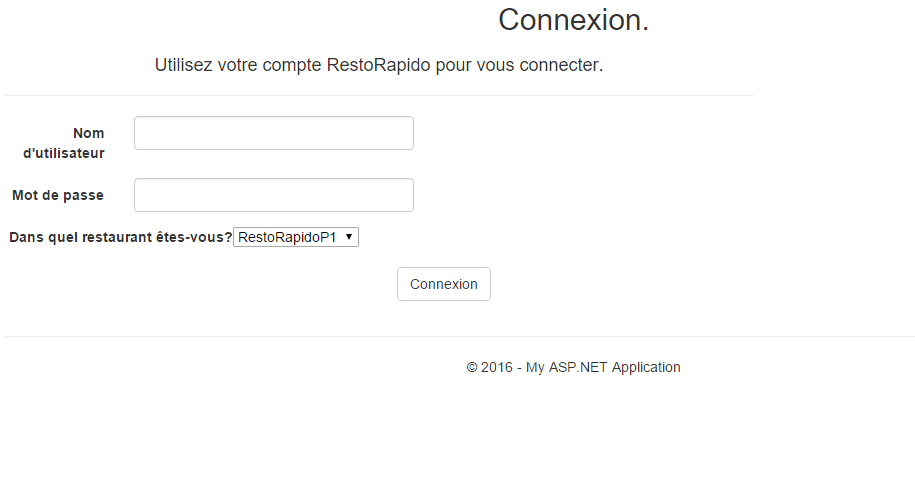 Connexion.
Utilisez votre compte RestoRapido pour vous connecter.
Nom
d'utilisateur
Mot de passe
Dans quel restaurant êtes-vous? RestoRapidoP1
Connexion
© 2016 - My ASP.NET Application